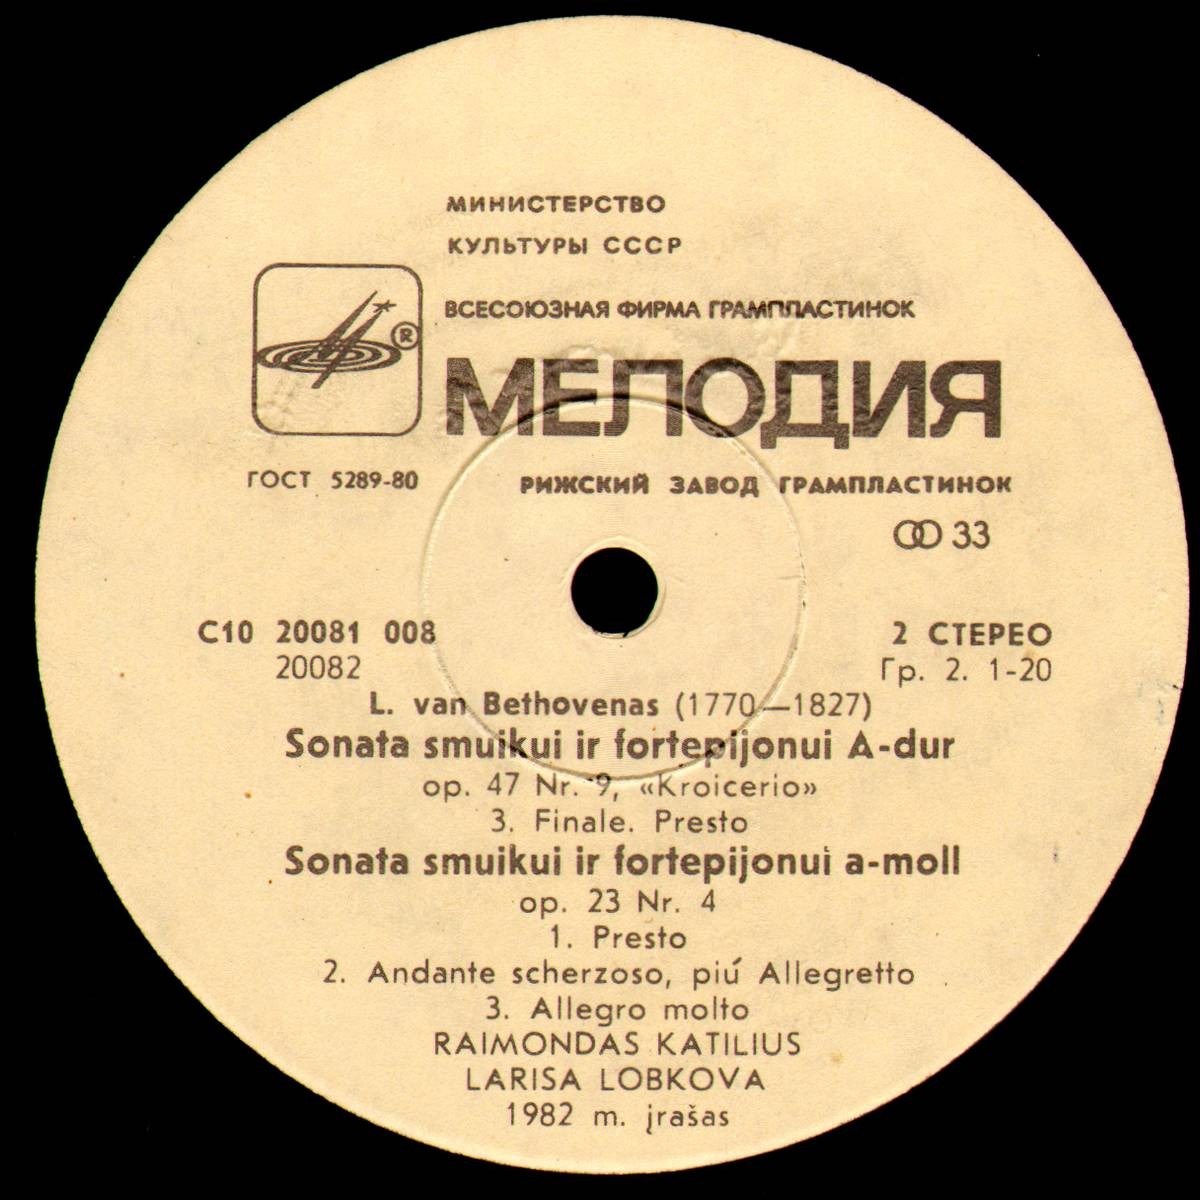 МИНИСТЕРСТВО
КУЛЬТУРЫ СССР
ВСЕСОЮЗНАЯ ФИРМА ГРАМПЛАСТИНОК
®
МЕЛОДИЯ
ГОСТ 5289-80
РИЖСКИЙ ЗАВОД ГРАМПЛАСТИНОК
33
С10 20081 008
2 СТЕРЕО
20082
Гр. 2. 1-20
L. van Bethovenas (1770—1827)
Sonata smuikui ir fortepijonui A-dur
op. 47 Nr. 9, «Kroicerio»
3. Finale. Presto
Sonata smuikui ir fortepijonui a-moll
op. 23 Nr. 4
1. Presto
2. Andante scherzoso, piú Allegretto
3. Allegro molto
RAIMONDAS KATILIUS
LARISA LOBKOVA
1982 m. įrašas